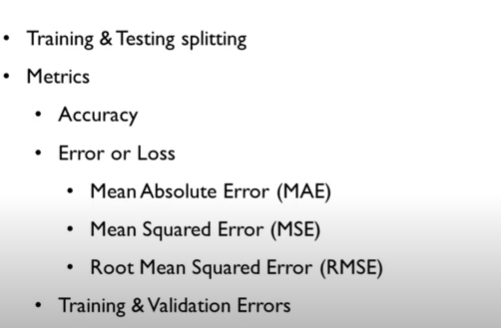 • Training & Testing splitting
• Metrics
• Accuracy
• Error or Loss
• Mean Absolute Error (MAE)
• Mean Squared Error (MSE)
• Root Mean Squared Error (RMSE)
• Training & Validation Errors